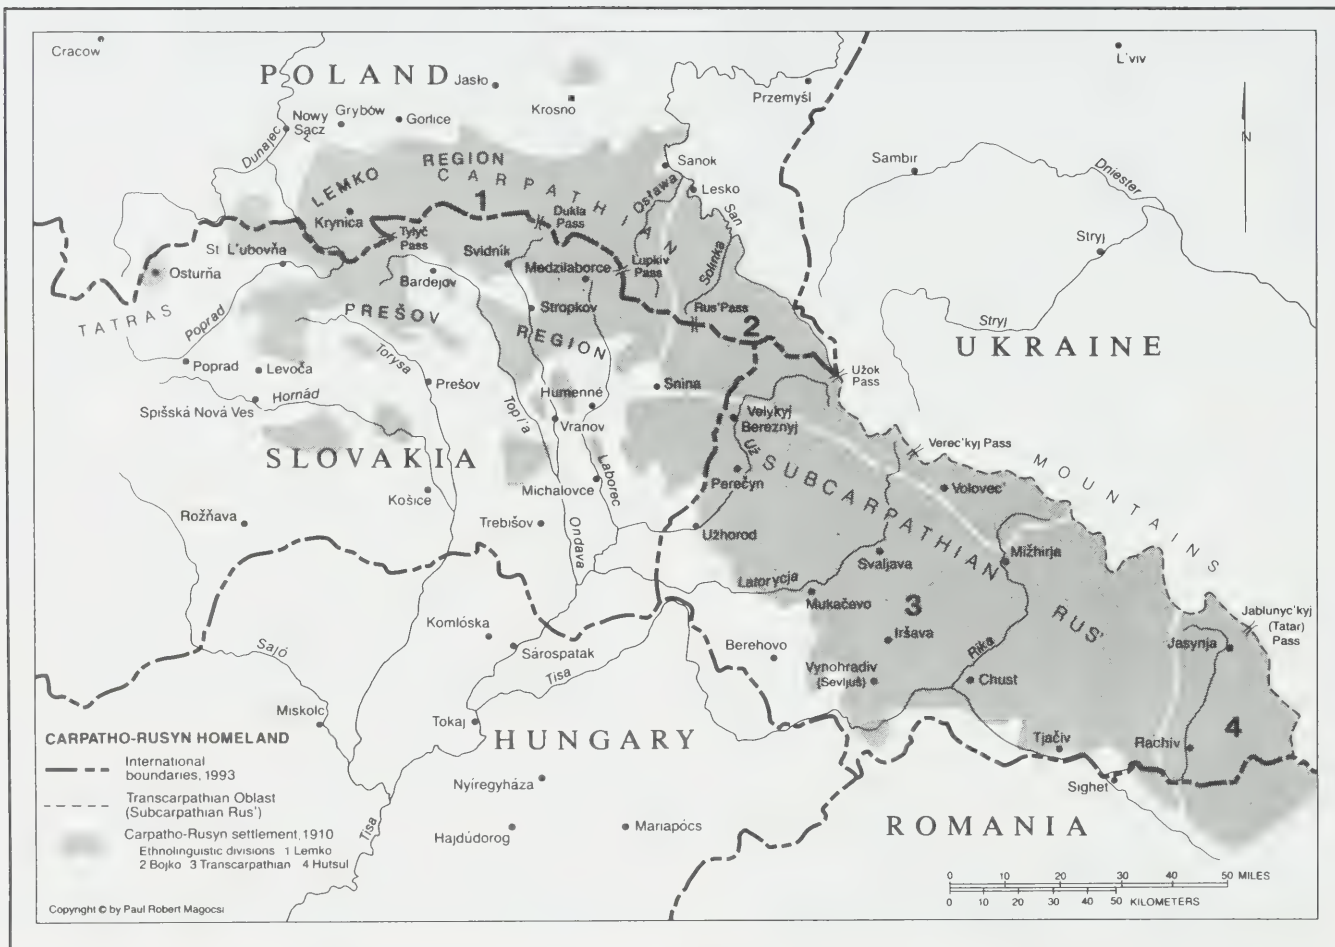 Cracow
POLAND
Jasło
L'viv
Przemyśl
Krosno
Grybów
Nowy
Sącz
Gorlice
N
Dunajec
Sanok
Sambir
Dniester
REGION
CARPATHIAN
LEMKO
1
Osława
Lesko
San
Krynica
Dukla
Pass
Tylyč
Pass
Stryj
St L'ubovňa
Svidník
Solinka
Osturňa
Medzilaborce
Lupkiv
Pass
Bardejov
TATRAS
Poprad
PREŠOV
Stropkov
Rus' Pass
2
Stryj
REGION
UKRAINE
Torysa
Poprad
Levoča
Prešov
Užok
Pass
Snina
Hornád
Humenné
Spišská Nová Ves
Topl'a
Vranov
Velykyj
Bereznyj
Už
Verec'kyj Pass
MOUNTAINS
SLOVAKIA
SUBCARPATHIAN
Laborec
Perečyn
Michalovce
Volovec'
Košice
Rožňava
Trebišov
Ondava
Užhorod
Svaljava
Mižhirja
Latorycja
Mukačevo
3
RUS'
Jablunyc'kyj
(Tatar)
Pass
Komlóska
Iršava
Sajó
Sárospatak
Berehovo
Rika
Jasynja
Tisa
Vynohradiv
(Sevljuš)
Chust
Miskolc
Tokaj
4
HUNGARY
Tjačiv
Rachiv
CARPATHO-RUSYN HOMELAND
International
boundaries, 1993
Nyíregyháza
Sighet
Transcarpathian Oblast
(Subcarpathian Rus')
Tisa
Hajdúdorog
Máriapócs
ROMANIA
Carpatho-Rusyn settlement, 1910
Ethnolinguistic divisions 1 Lemko
2 Bojko 3 Transcarpathian 4 Hutsul
10 0 10 20 30 40 50 MILES
10 0 10 20 30 40 50 KILOMETERS
Copyright © by Paul Robert Magocsi